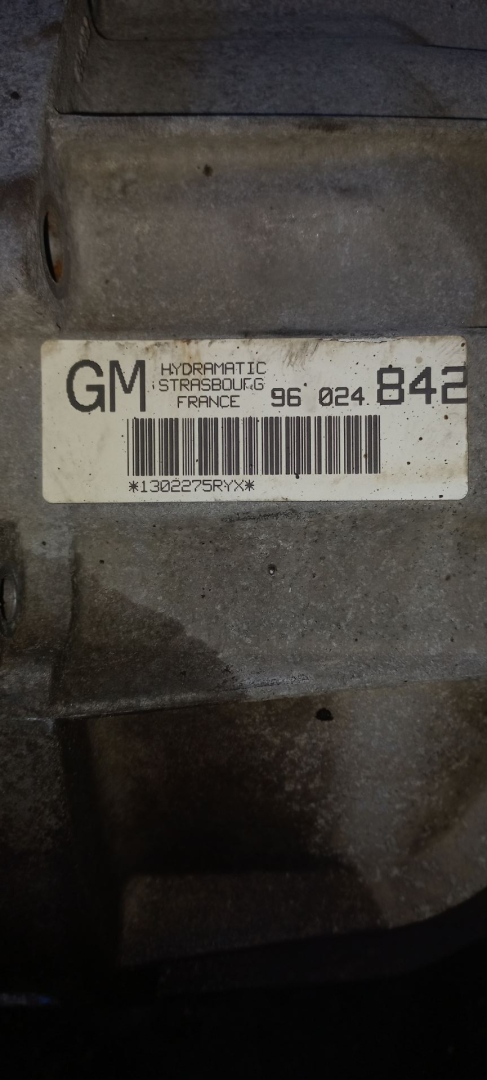 GM HYDRAMATIC
STRASBOURG
FRANCE 96 024 842
*1302275RYX*